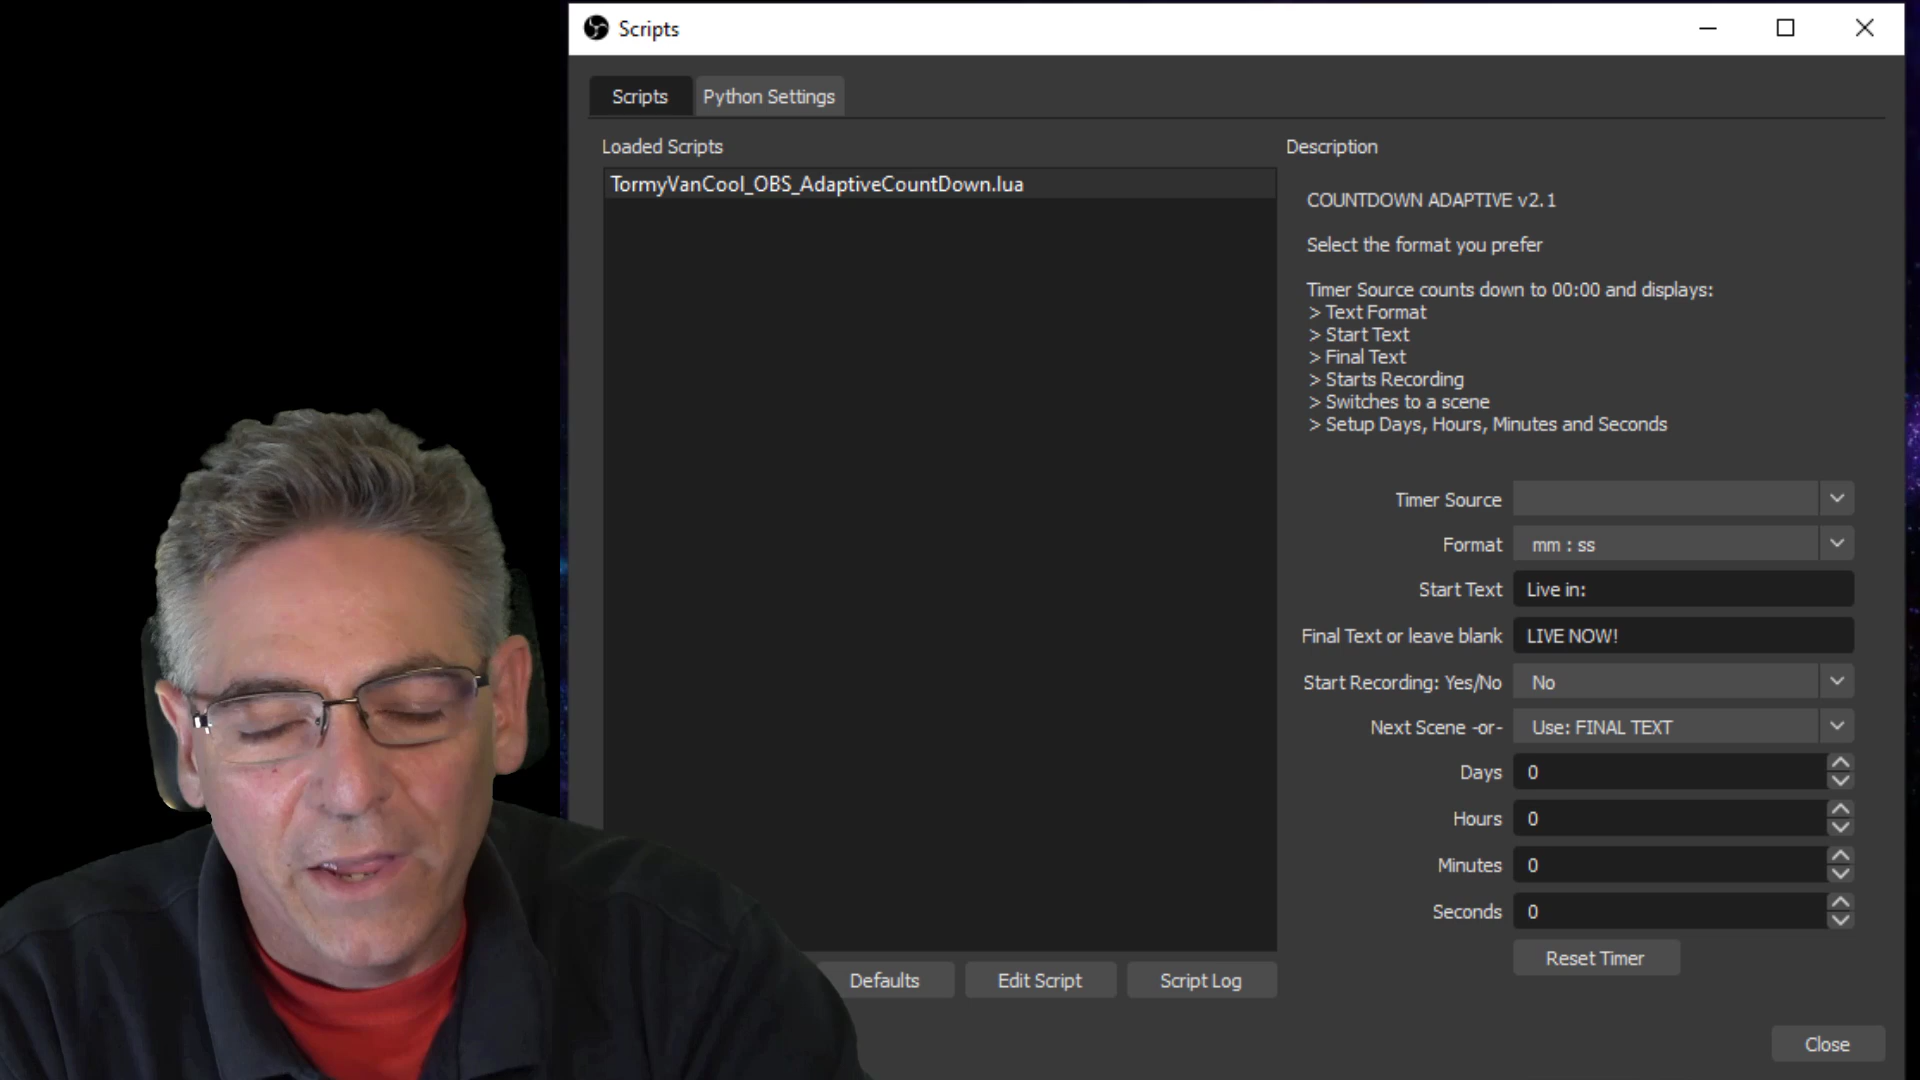 Scripts
Scripts
Python Settings
Loaded Scripts
TormyVanCool_OBS_AdaptiveCountDown.lua
Description
COUNTDOWN ADAPTIVE v2.1
Select the format you prefer
Timer Source counts down to 00:00 and displays:
> Text Format
> Start Text
> Final Text
> Starts Recording
> Switches to a scene
> Setup Days, Hours, Minutes and Seconds
Timer Source
Format mm : ss
Start Text Live in:
Final Text or leave blank LIVE NOW!
Start Recording: Yes/No No
Next Scene -or- Use: FINAL TEXT
Days 0
Hours 0
Minutes 0
Seconds 0
Reset Timer
Defaults
Edit Script
Script Log
Close